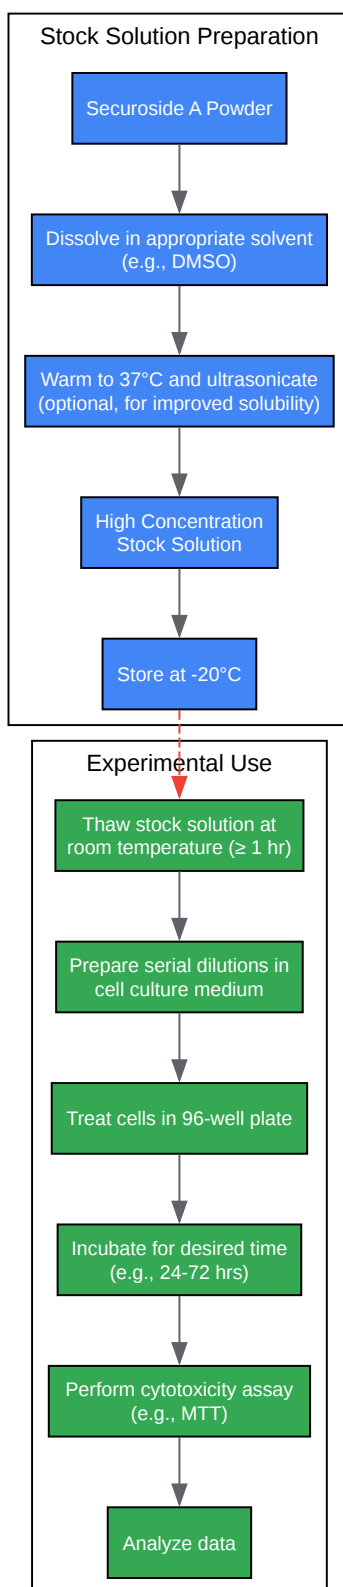 Stock Solution Preparation
Securoside A Powder
Dissolve in appropriate solvent
(e.g., DMSO)
Warm to 37°C and ultrasonicate
(optional, for improved solubility)
High Concentration
Stock Solution
Store at -20°C
Experimental Use
Thaw stock solution at
room temperature (≥ 1 hr)
Prepare serial dilutions in
cell culture medium
Treat cells in 96-well plate
Incubate for desired time
(e.g., 24-72 hrs)
Perform cytotoxicity assay
(e.g., MTT)
Analyze data